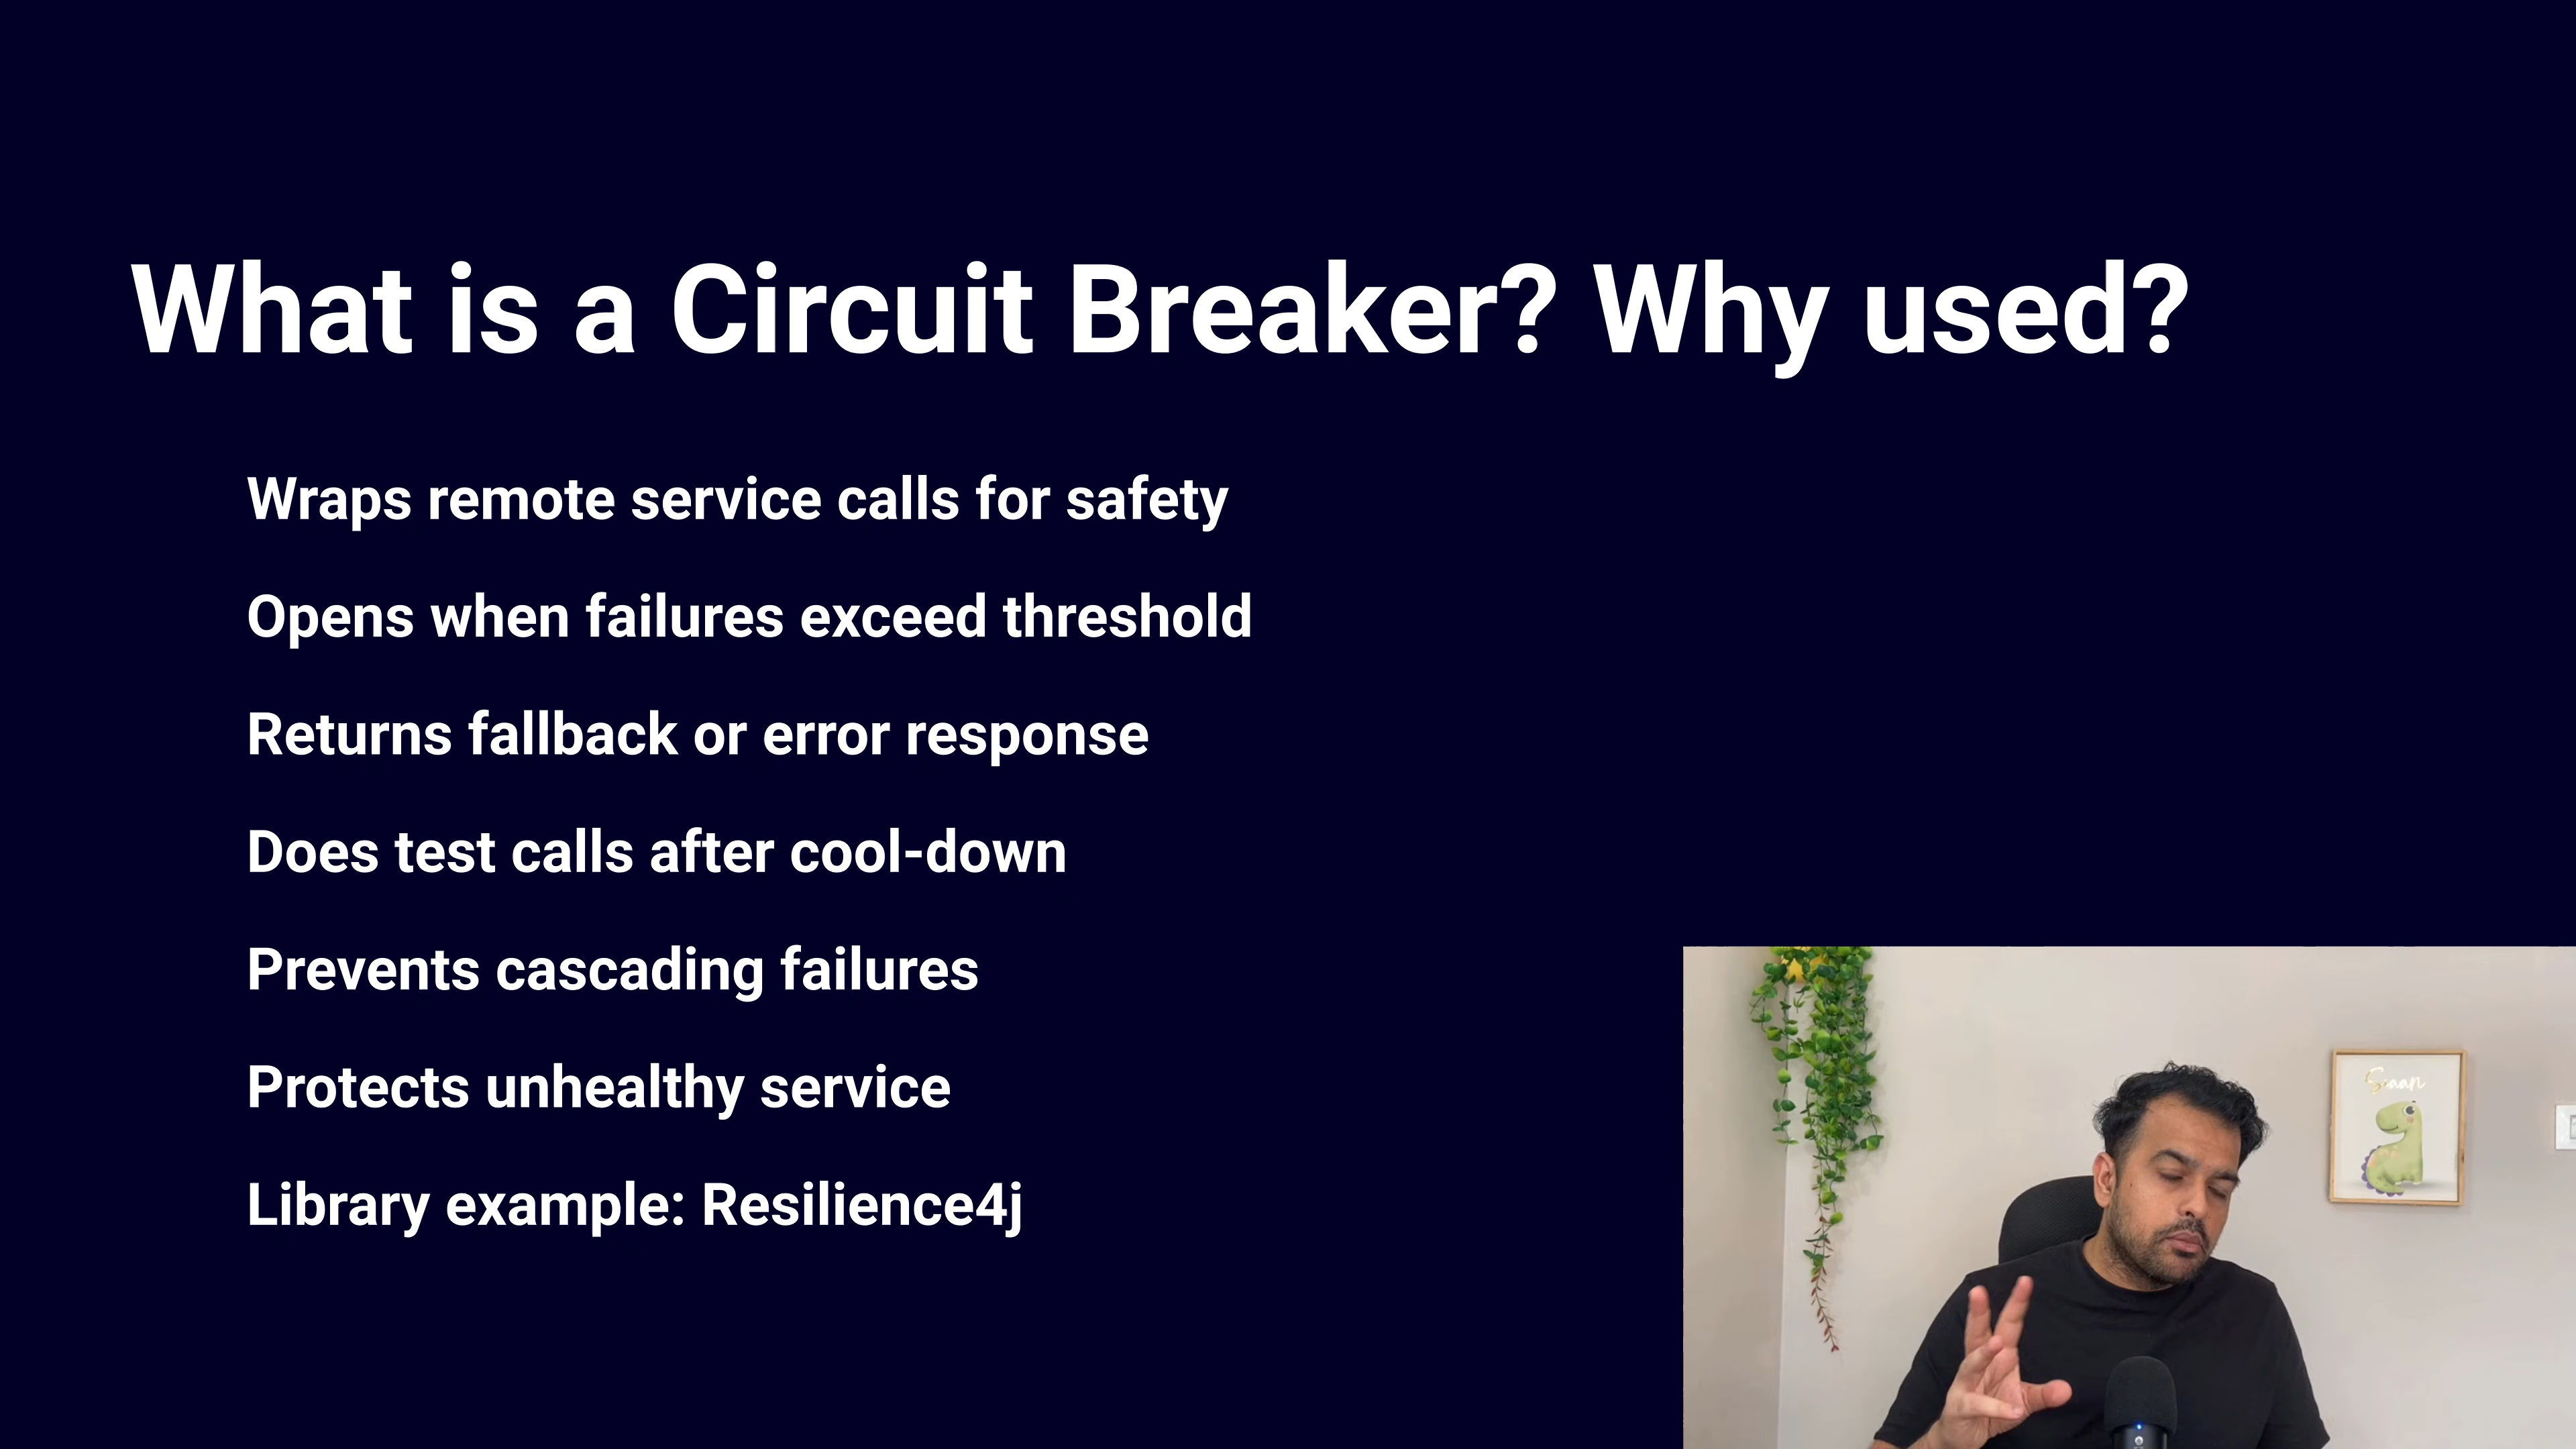 What is a Circuit Breaker? Why used?
Wraps remote service calls for safety
Opens when failures exceed threshold
Returns fallback or error response
Does test calls after cool-down
Prevents cascading failures
Protects unhealthy service
Library example: Resilience4j